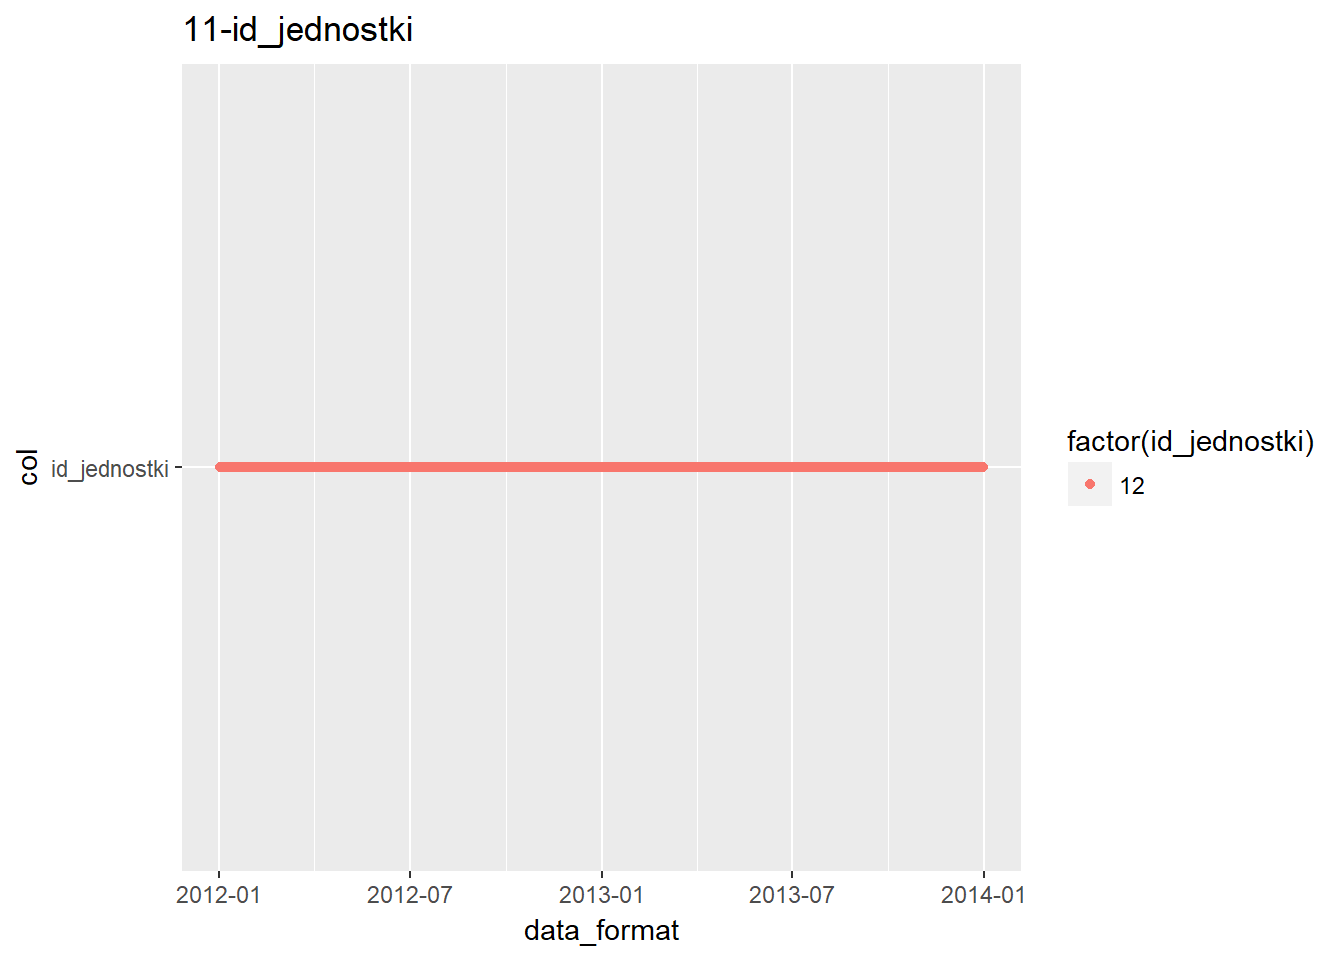 11-id_jednostki
col
id_jednostki
factor(id_jednostki)
12
2012-01 2012-07 2013-01 2013-07 2014-01
data_format